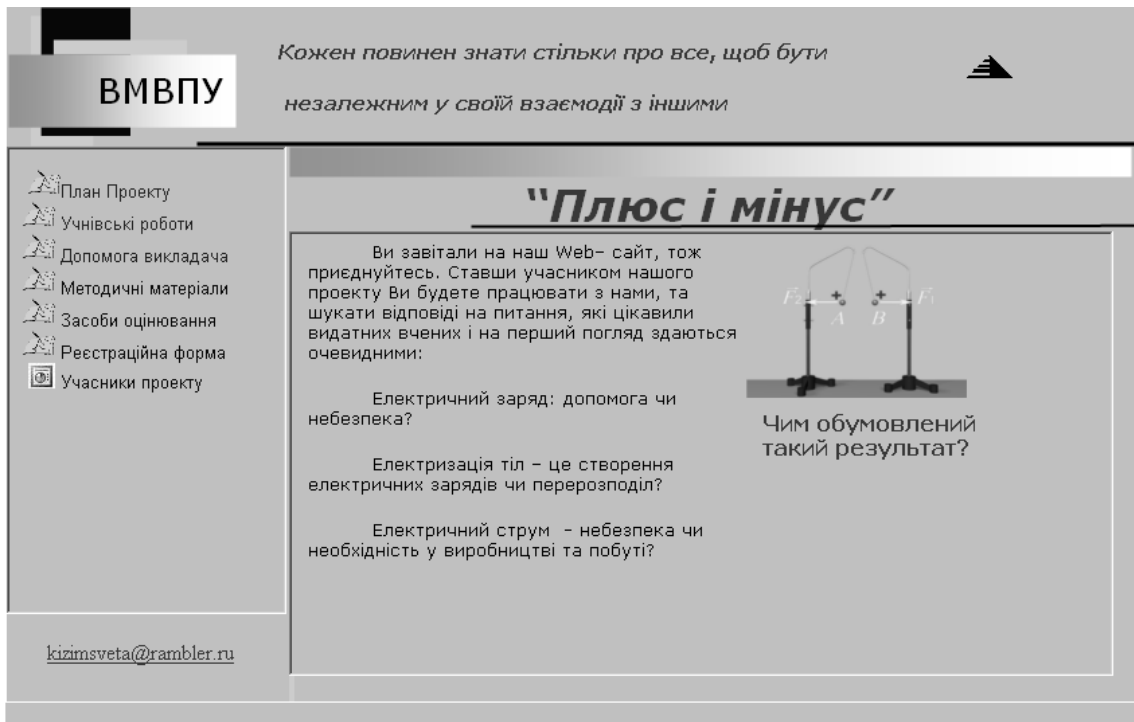 ВМВПУ
Кожен повинен знати стільки про все, щоб бути
незалежним у своїй взаємодії з іншими
План Проекту
Учнівські роботи
Допомога викладача
Методичні матеріали
Засоби оцінювання
Реєстраційна форма
Учасники проекту
kizimsveta@rambler.ru
“Плюс і мінус”
Ви завітали на наш Web– сайт, тож
приєднуйтесь. Ставши учасником нашого
проекту Ви будете працювати з нами, та
шукати відповіді на питання, які цікавили
видатних вчених і на перший погляд здаються
очевидними:
Електричний заряд: допомога чи
небезпека?
Електризація тіл – це створення
електричних зарядів чи перерозподіл?
Електричний струм – небезпека чи
необхідність у виробництві та побуті?
F₂ + + F₁
A B
Чим обумовлений
такий результат?